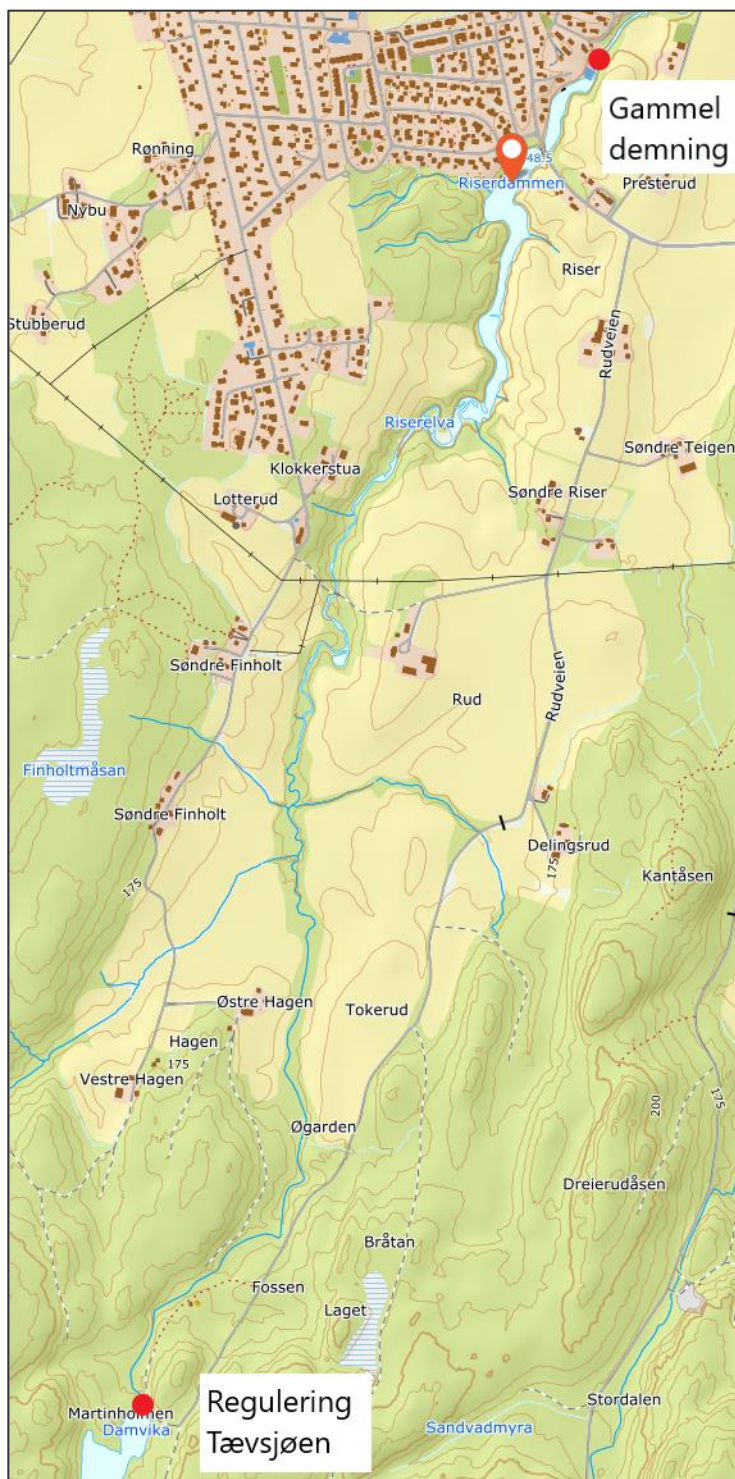 Gammel
demning
Rønning
48.5
Riserdammen
Presterud
Nybu
Riser
Stubberud
Rudveien
Riserelva
Søndre Teigen
Klokkerstua
Søndre Riser
Lotterud
Søndre Finholt
Rud
Rudveien
Finholtmåsan
Søndre Finholt
Delingsrud
175
Kantåsen
175
Østre Hagen
Tokerud
Hagen
175
Vestre Hagen
175
200
Øgarden
Dreierudåsen
Bråtan
Fossen
Laget
Stordalen
Regulering
Tævsjøen
Martinholmen
Damvika
Sandvadmyra